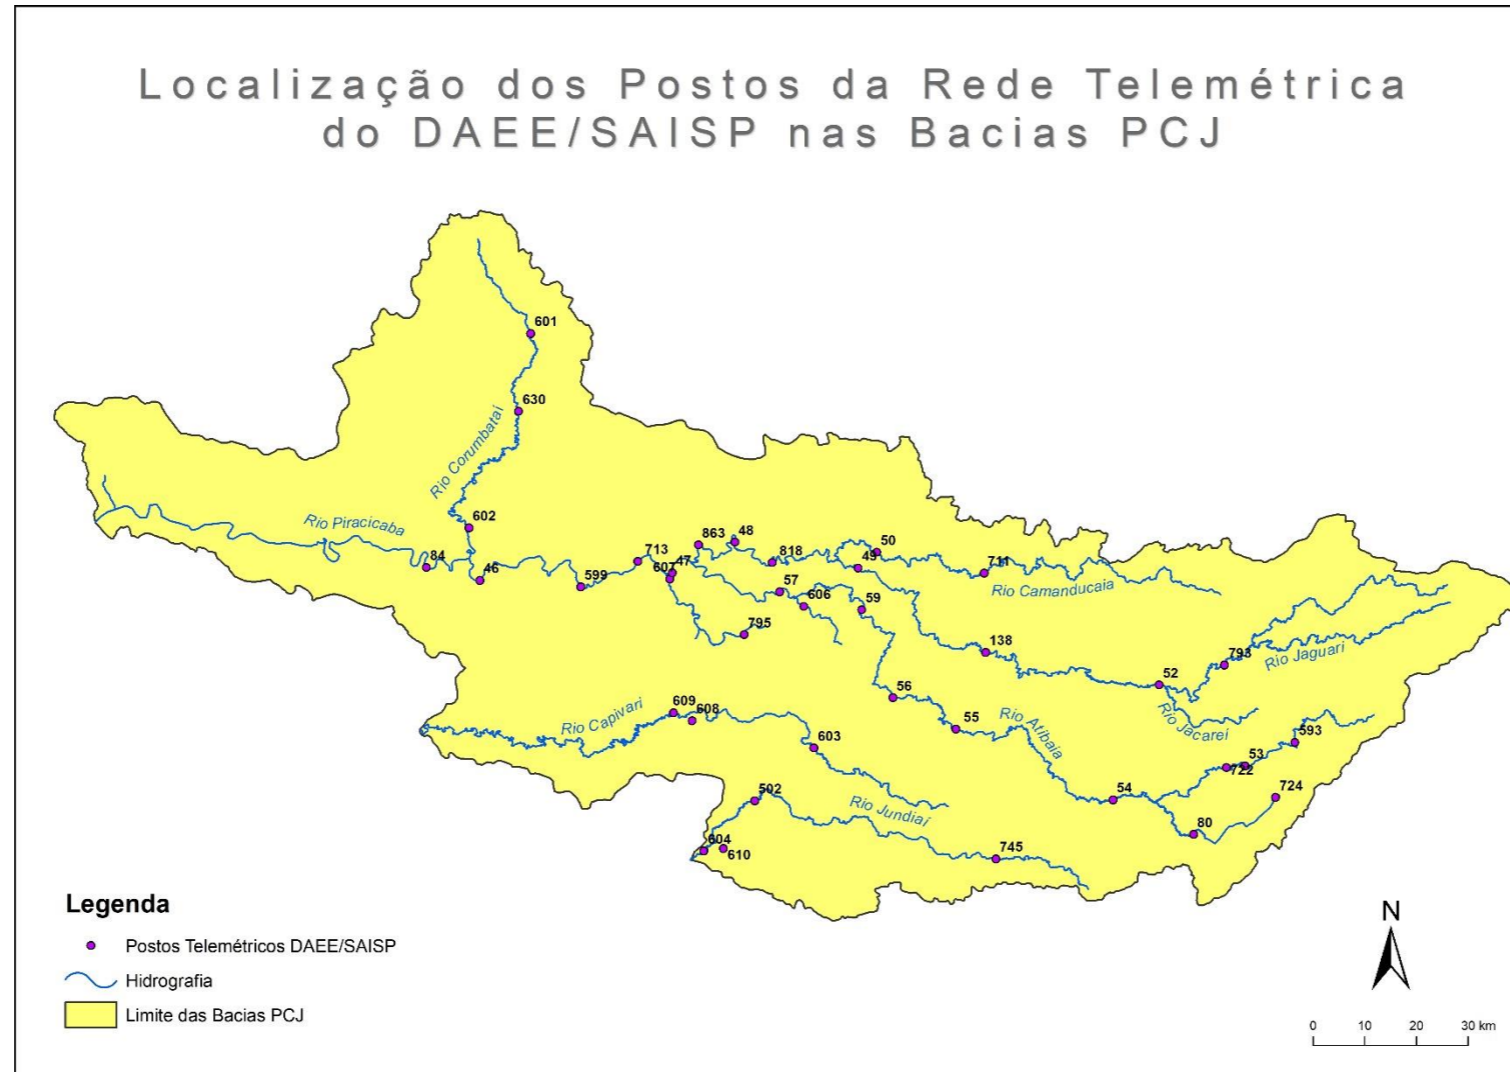 Localização dos Postos da Rede Telemétrica
do DAEE/SAISP nas Bacias PCJ
601
630
Rio Corumbataí
602
Rio Piracicaba
84
46
599
713
607
47
863
48
818
50
49
711
Rio Camanducaia
57
606
59
795
138
52
793
Rio Jaguari
Rio Jacareí
56
55
Rio Atibaia
609
608
Rio Capivari
603
593
53
722
724
54
80
502
Rio Jundiaí
604
610
745
Legenda
Postos Telemétricos DAEE/SAISP
Hidrografia
Limite das Bacias PCJ
N
0 10 20 30 km